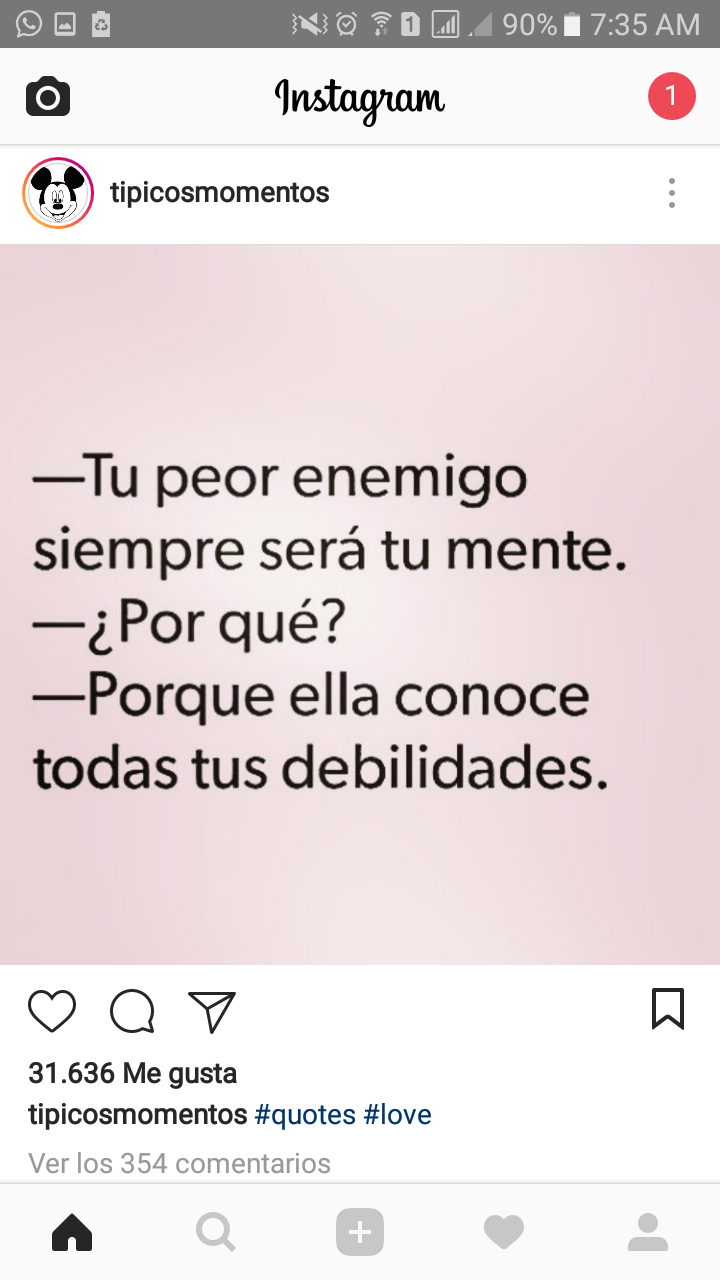 90% 7:35 AM
Instagram
1
tipicosmomentos
—Tu peor enemigo
siempre será tu mente.
—¿Por qué?
—Porque ella conoce
todas tus debilidades.
31.636 Me gusta
tipicosmomentos #quotes #love
Ver los 354 comentarios